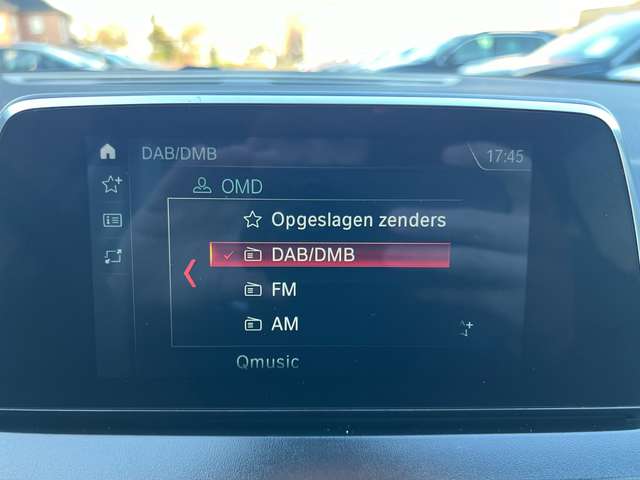 DAB/DMB
17:45
OMD
Opgeslagen zenders
DAB/DMB
FM
AM
Qmusic